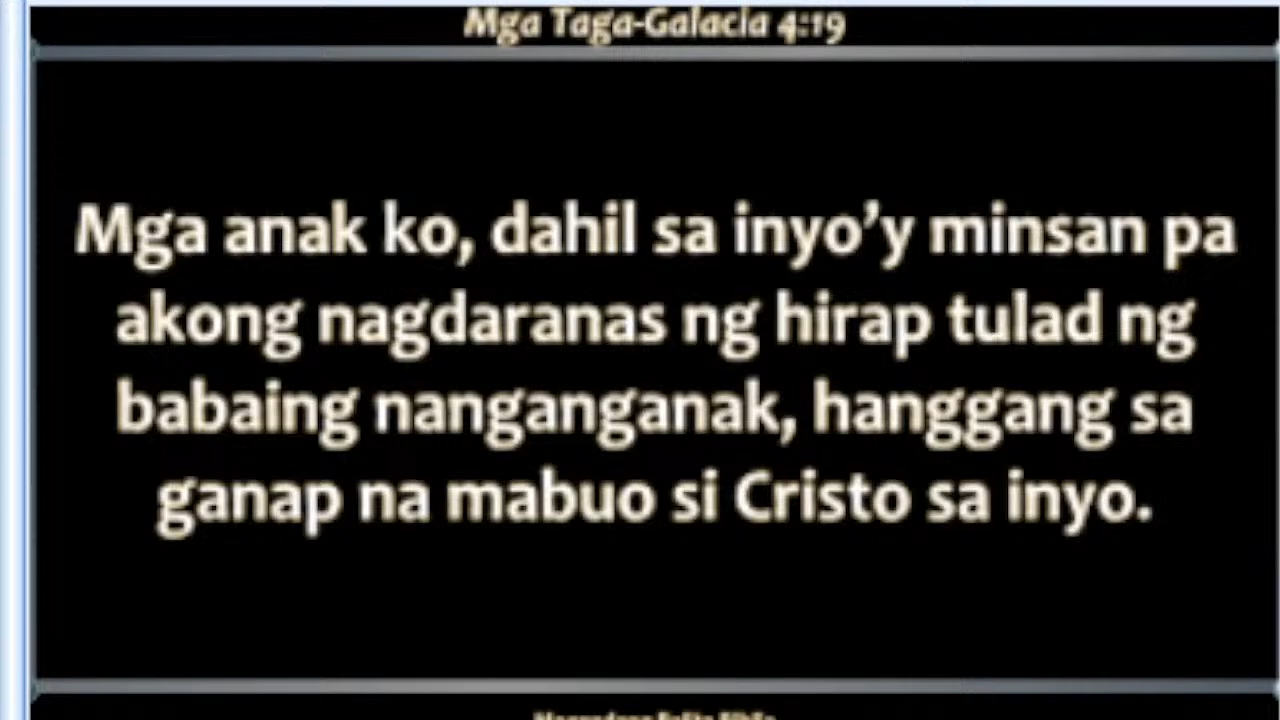 Mga Taga-Galacia 4:19
Mga anak ko, dahil sa inyo’y minsan pa
akong nagdaranas ng hirap tulad ng
babaing nanganganak, hanggang sa
ganap na mabuo si Cristo sa inyo.